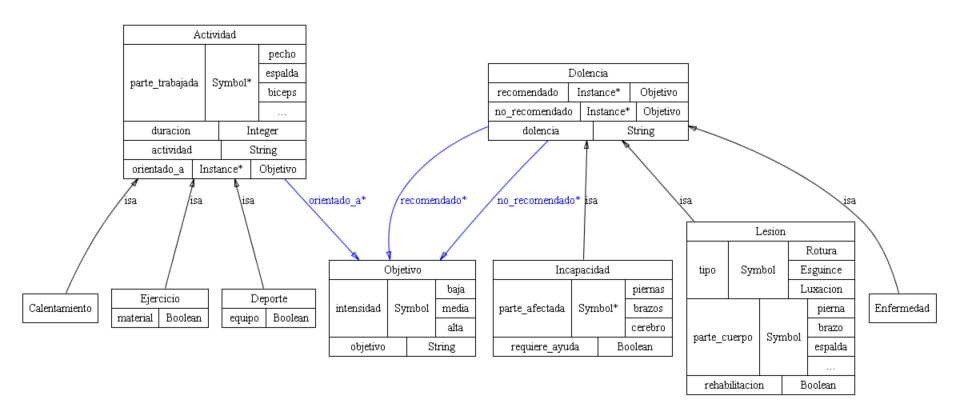 Actividad
parte_trabajada Symbol* pecho
espalda
biceps
...
duracion Integer
actividad String
orientado_a Instance* Objetivo
Dolencia
recomendado Instance* Objetivo
no_recomendado Instance* Objetivo
dolencia String
isa isa isa orientado_a* recomendado* no_recomendado* isa isa isa
Calentamiento
Ejercicio
material Boolean
Deporte
equipo Boolean
Objetivo
intensidad Symbol baja
media
alta
objetivo String
Incapacidad
parte_afectada Symbol* piernas
brazos
cerebro
requiere_ayuda Boolean
Lesion
tipo Symbol Rotura
Esguince
Luxacion
parte_cuerpo Symbol pierna
brazo
espalda
...
rehabilitacion Boolean
Enfermedad